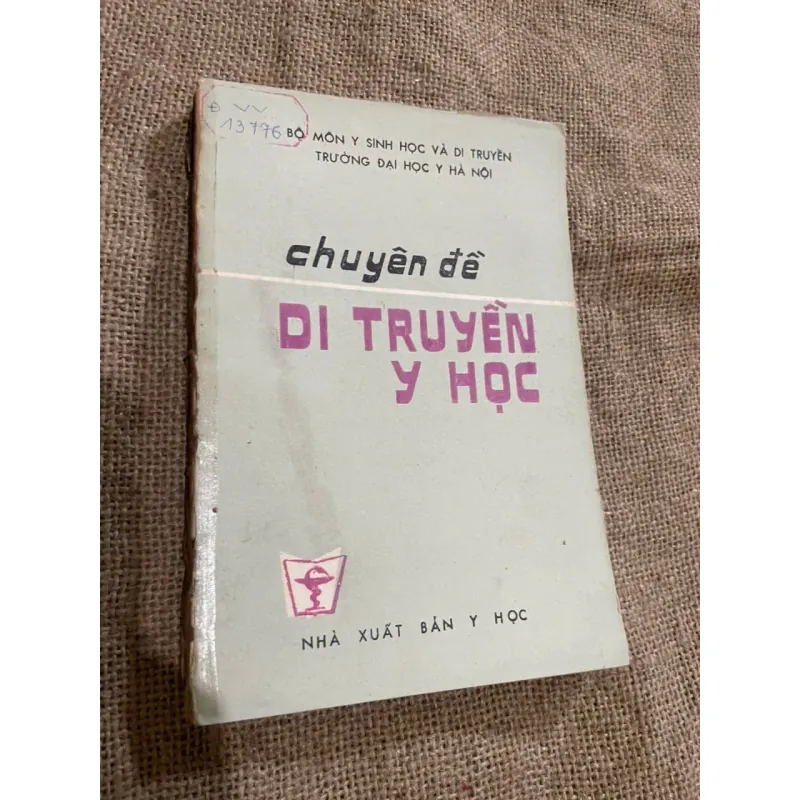 Đ VV
13776
BỘ MÔN Y SINH HỌC VÀ DI TRUYỀN
TRƯỜNG ĐẠI HỌC Y HÀ NỘI
chuyên đề
DI TRUYỀN
Y HỌC
NHÀ XUẤT BẢN Y HỌC